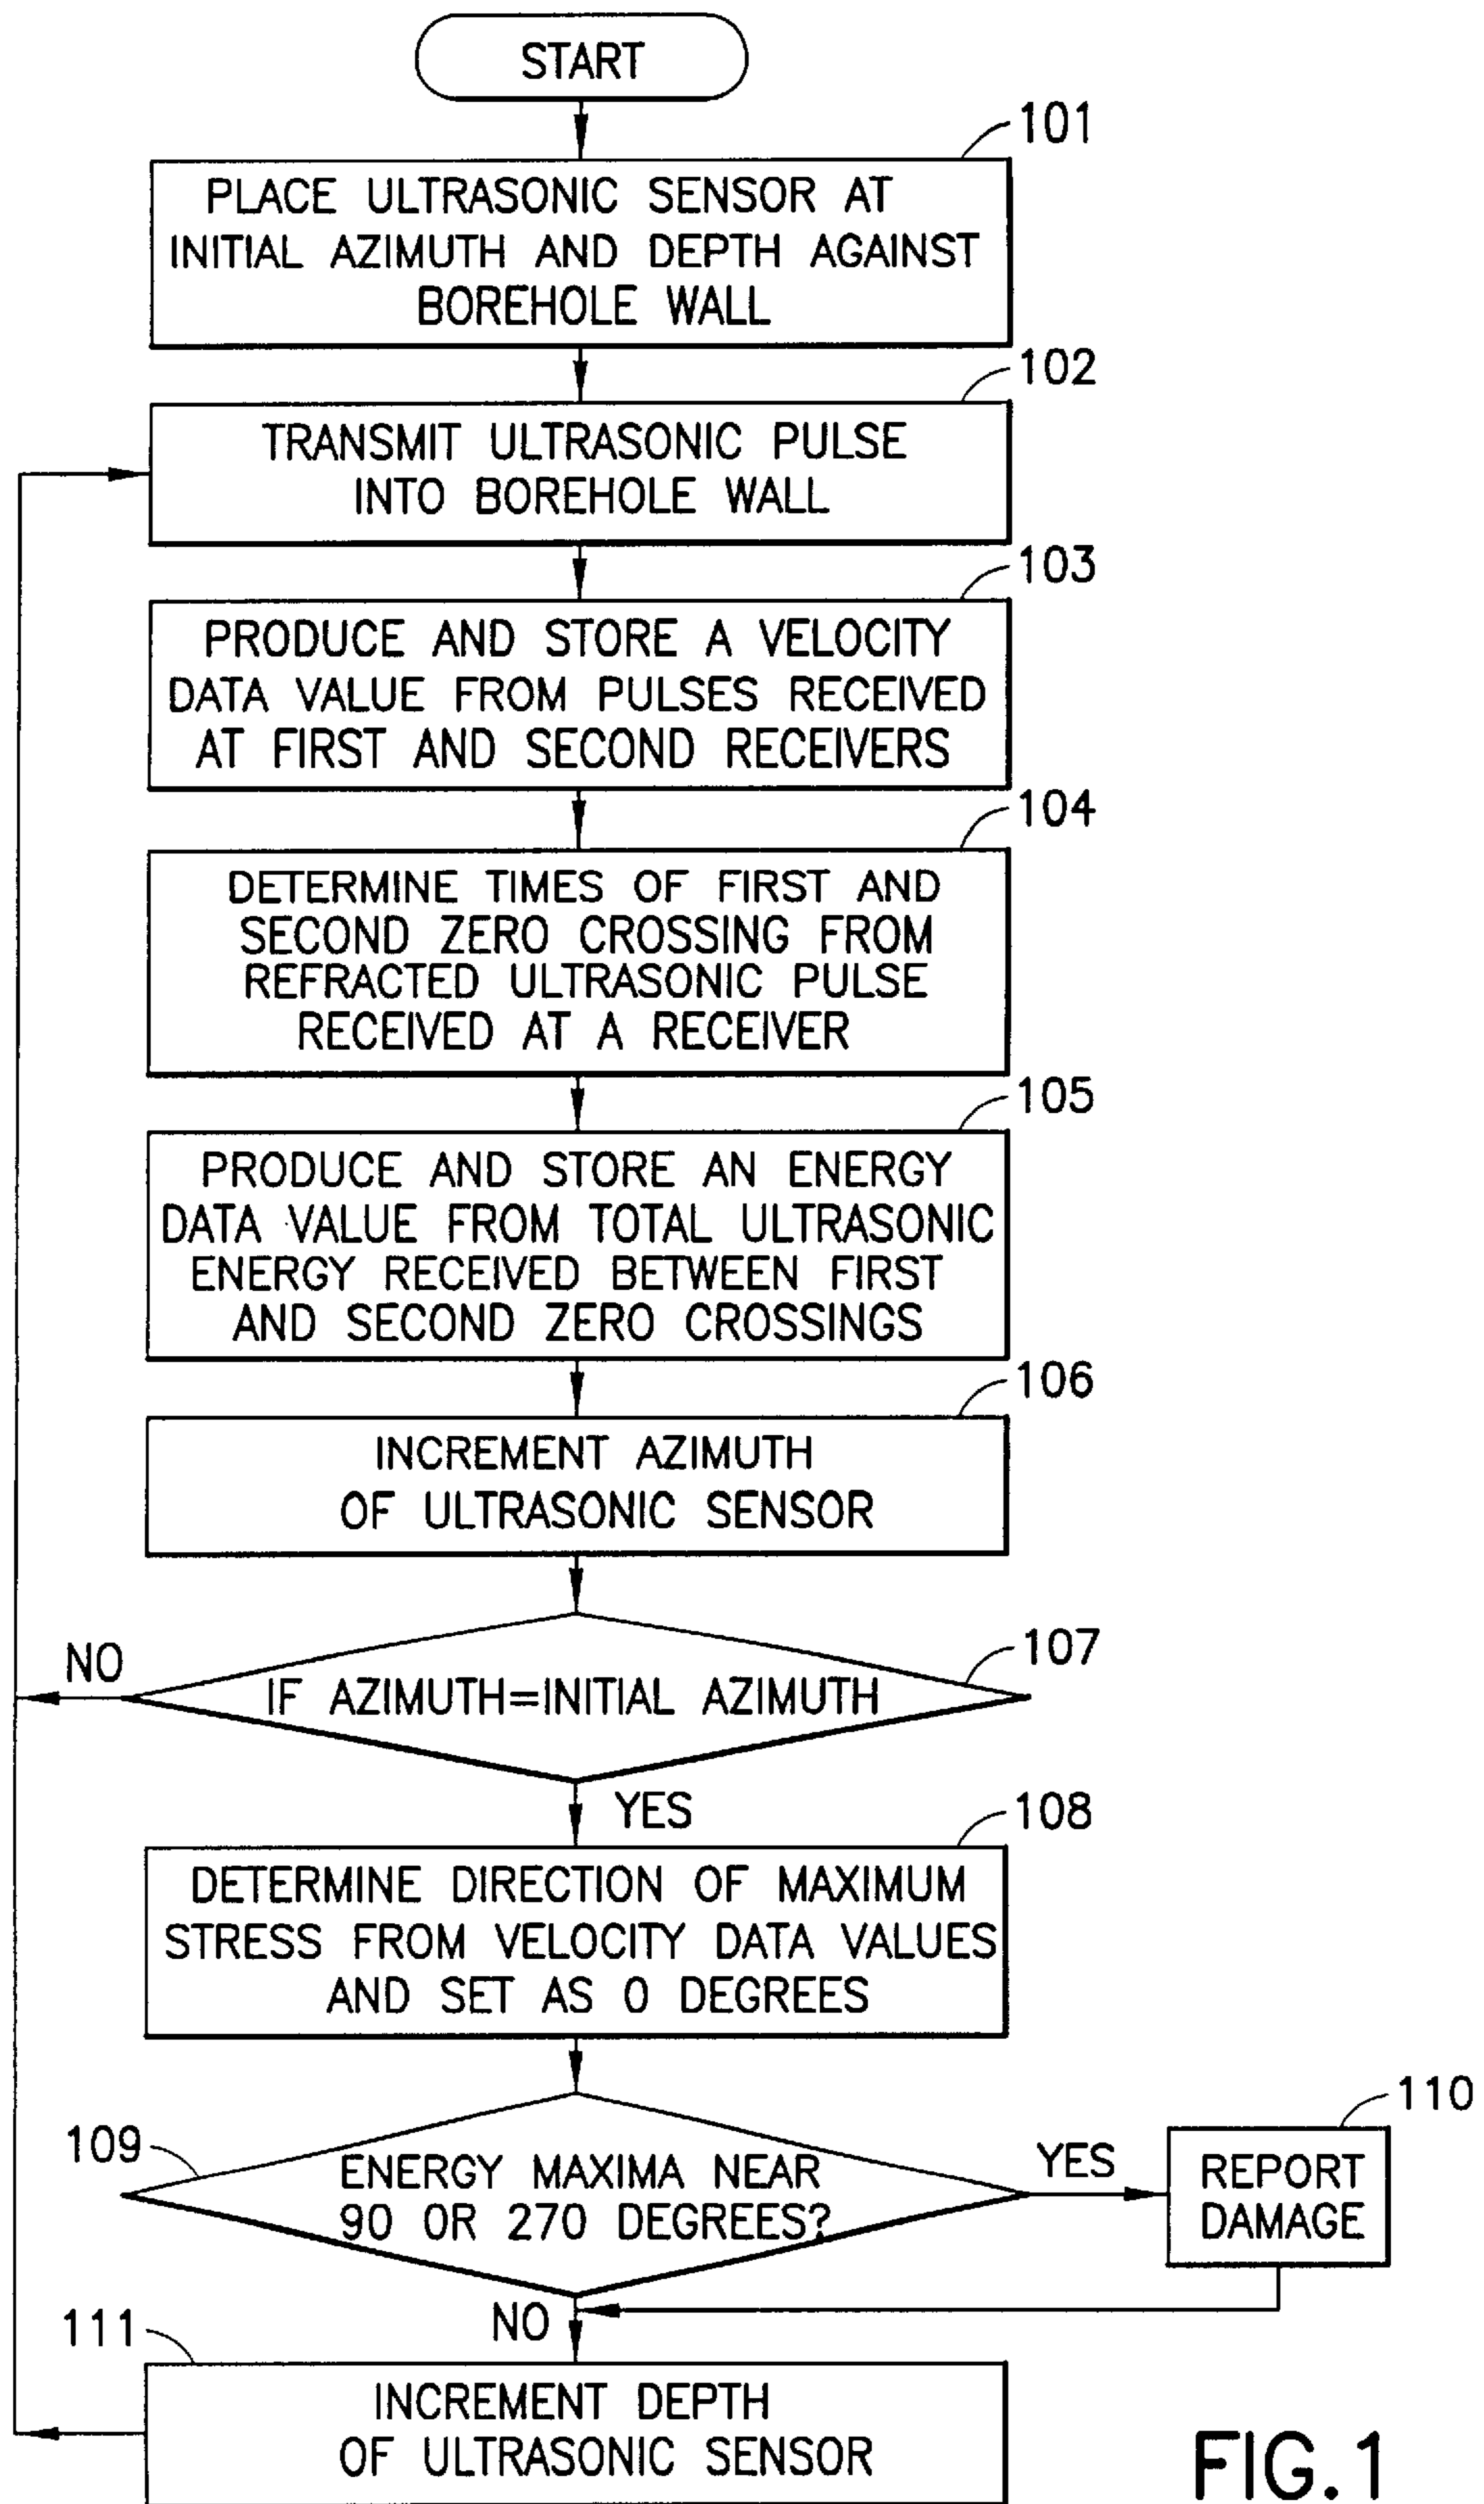 START
101
PLACE ULTRASONIC SENSOR AT
INITIAL AZIMUTH AND DEPTH AGAINST
BOREHOLE WALL
102
TRANSMIT ULTRASONIC PULSE
INTO BOREHOLE WALL
103
PRODUCE AND STORE A VELOCITY
DATA VALUE FROM PULSES RECEIVED
AT FIRST AND SECOND RECEIVERS
104
DETERMINE TIMES OF FIRST AND
SECOND ZERO CROSSING FROM
REFRACTED ULTRASONIC PULSE
RECEIVED AT A RECEIVER
105
PRODUCE AND STORE AN ENERGY
DATA VALUE FROM TOTAL ULTRASONIC
ENERGY RECEIVED BETWEEN FIRST
AND SECOND ZERO CROSSINGS
106
INCREMENT AZIMUTH
OF ULTRASONIC SENSOR
107
NO
IF AZIMUTH=INITIAL AZIMUTH
YES
108
DETERMINE DIRECTION OF MAXIMUM
STRESS FROM VELOCITY DATA VALUES
AND SET AS 0 DEGREES
109
ENERGY MAXIMA NEAR
90 OR 270 DEGREES?
YES
110
REPORT
DAMAGE
NO
111
INCREMENT DEPTH
OF ULTRASONIC SENSOR
FIG.1